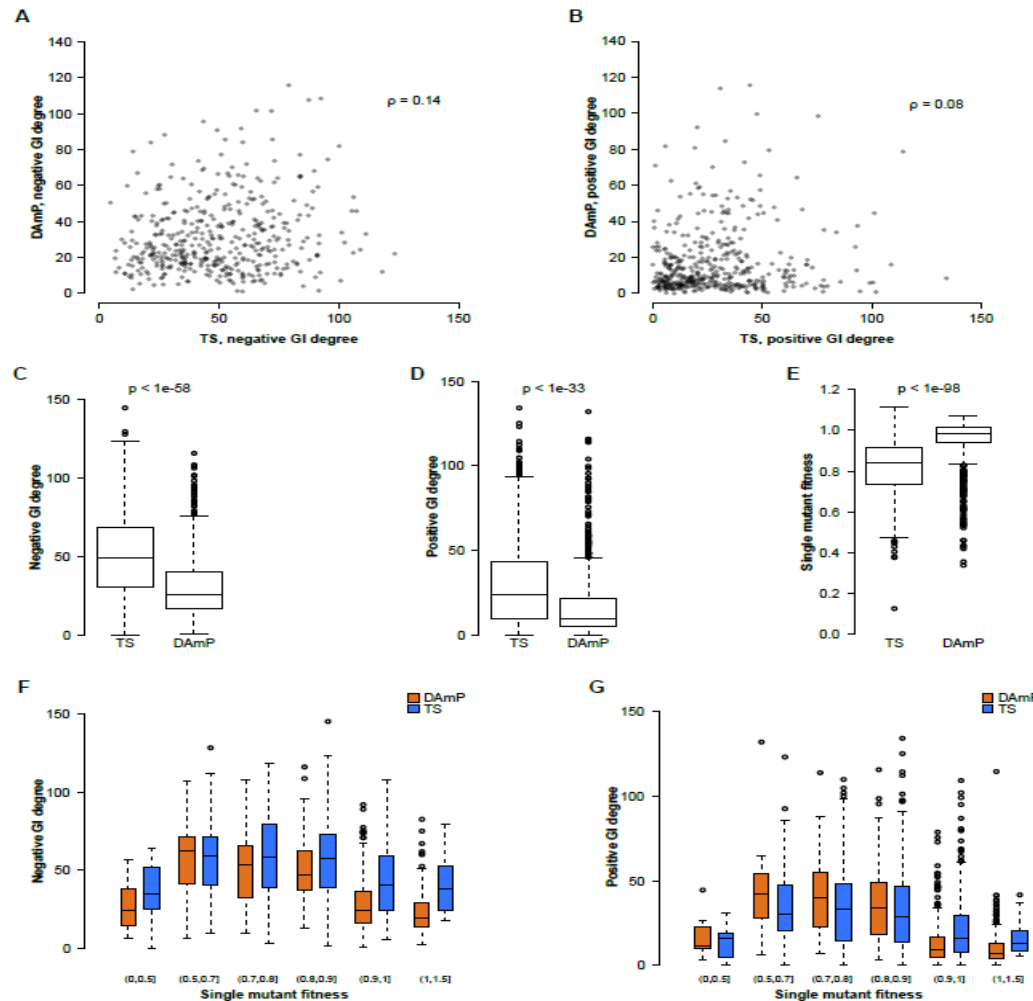 A
B
140
120
100
80
60
40
20
0
DAmP, negative GI degree
ρ = 0.14
0
50
100
150
TS, negative GI degree
140
120
100
80
60
40
20
0
DAmP, positive GI degree
ρ = 0.08
0
50
100
150
TS, positive GI degree
C
p < 1e-58
150
100
50
0
Negative GI degree
TS
DAmP
D
p < 1e-33
150
100
50
0
Positive GI degree
TS
DAmP
E
p < 1e-98
1.2
1.0
0.8
0.6
0.4
0.2
0.0
Single mutant fitness
TS
DAmP
F
DAmP
TS
150
100
50
0
Negative GI degree
(0,0.5]
(0.5,0.7]
(0.7,0.8]
(0.8,0.9]
(0.9,1]
(1,1.5]
Single mutant fitness
G
DAmP
TS
150
100
50
0
Positive GI degree
(0,0.5]
(0.5,0.7]
(0.7,0.8]
(0.8,0.9]
(0.9,1]
(1,1.5]
Single mutant fitness